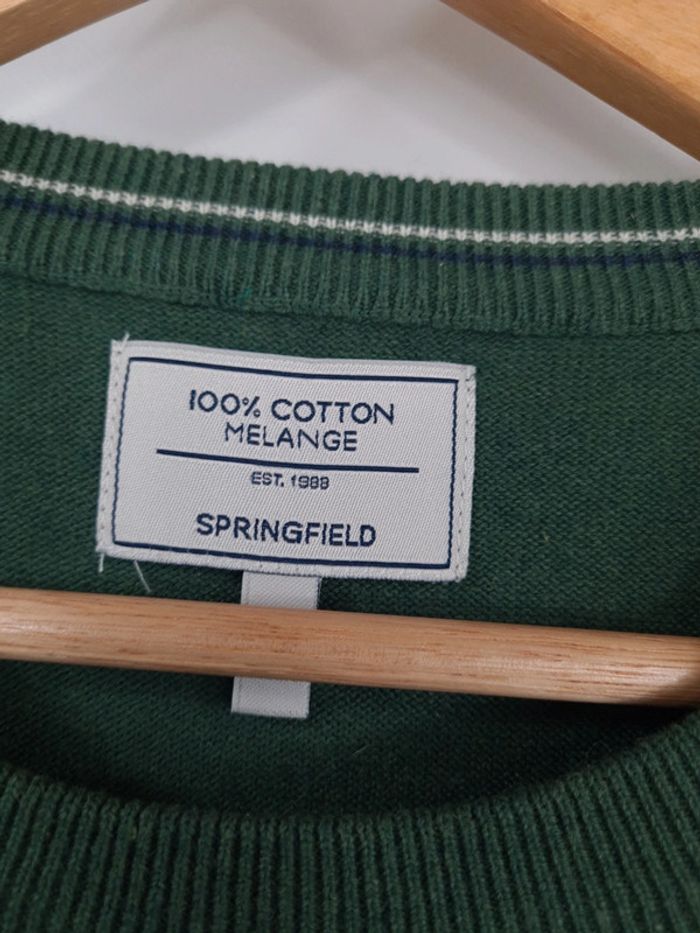 100% COTTON
MELANGE
EST. 1988
SPRINGFIELD